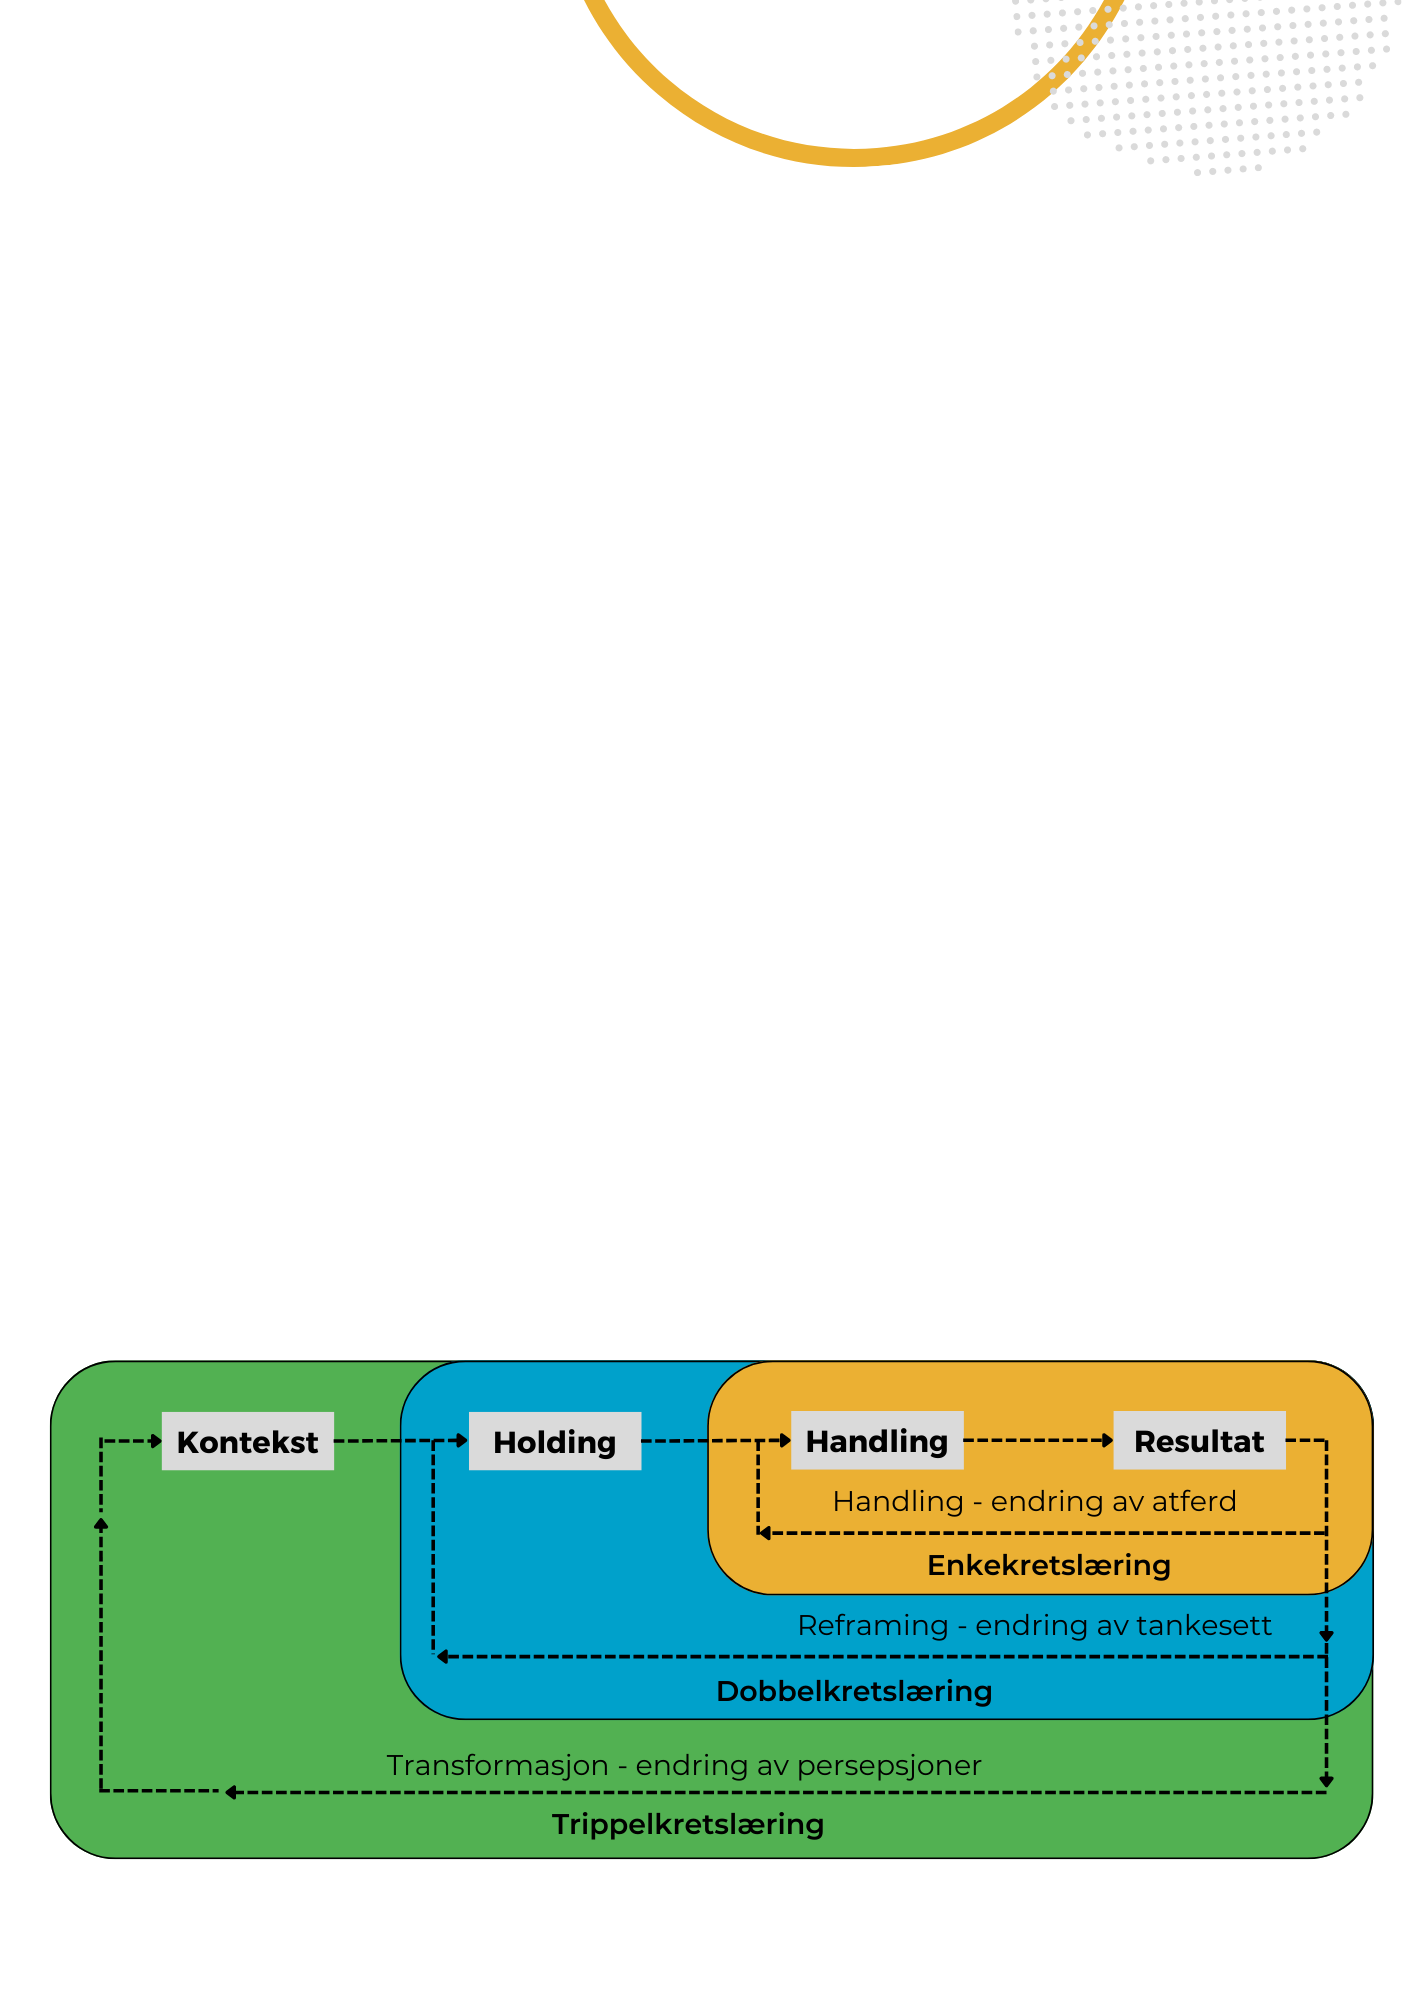 Kontekst
Holding
Handling
Resultat
Handling - endring av atferd
Enkekretslæring
Reframing - endring av tankesett
Dobbelkretslæring
Transformasjon - endring av persepsjoner
Trippelkretslæring